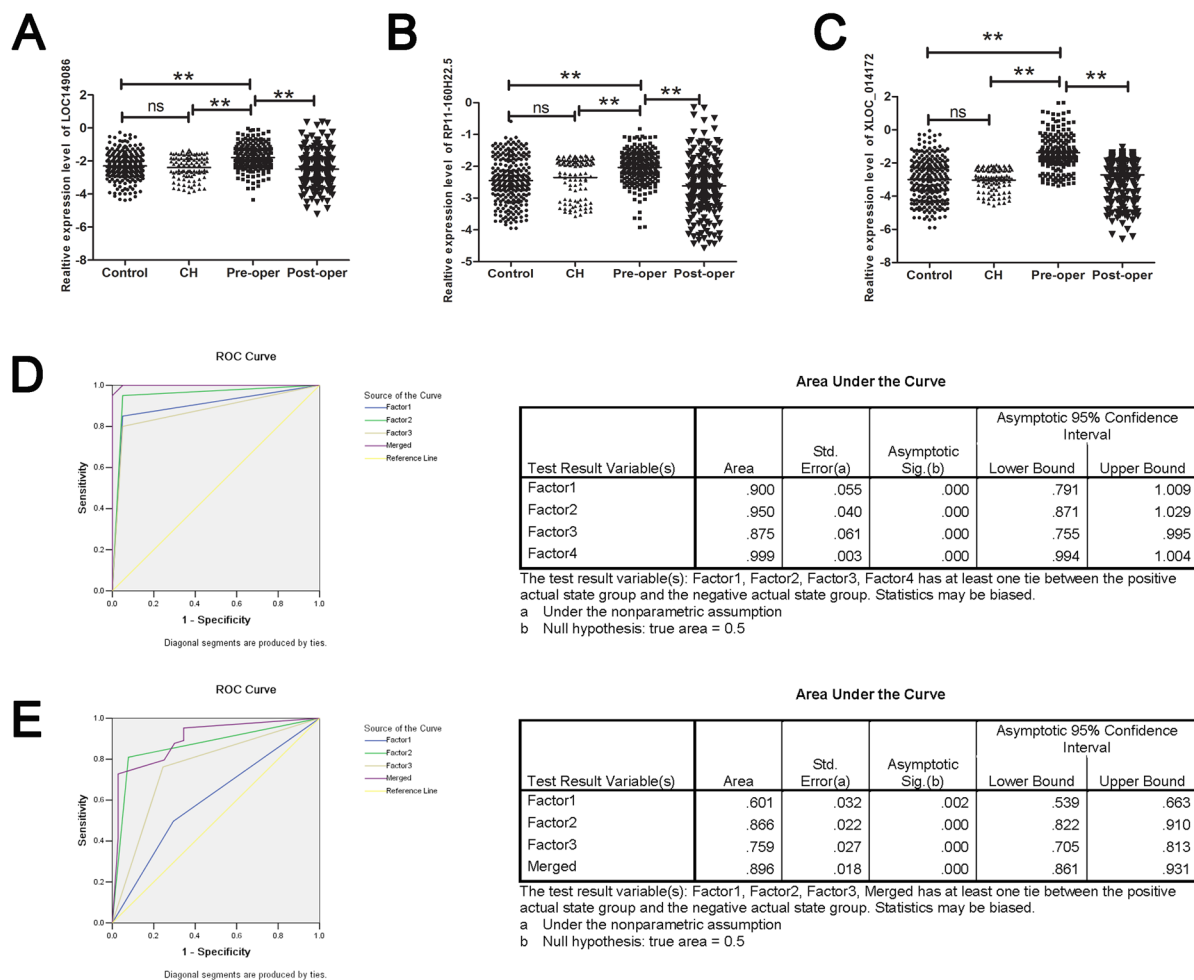 A
Realtive expression level of LOC149086
**
ns
**
**
2
0
-2
-4
-6
-8
Control
CH
Pre-oper
Post-oper
B
Realtive expression level of RP11-160H22.5
**
ns
**
**
0
-1
-2
-3
-4
-5
Control
CH
Pre-oper
Post-oper
C
Realtive expression level of XLOC_014172
**
**
**
ns
2
0
-2
-4
-6
-8
Control
CH
Pre-oper
Post-oper
D
ROC Curve
Sensitivity
1.0
0.8
0.6
0.4
0.2
0.0
0.0 0.2 0.4 0.6 0.8 1.0
1 - Specificity
Diagonal segments are produced by ties.
Source of the Curve
Factor1
Factor2
Factor3
Merged
Reference Line
Area Under the Curve
Asymptotic 95% Confidence
Interval
Test Result Variable(s) Area Std. Error(a) Asymptotic Sig.(b) Lower Bound Upper Bound
Factor1 .900 .055 .000 .791 1.009
Factor2 .950 .040 .000 .871 1.029
Factor3 .875 .061 .000 .755 .995
Factor4 .999 .003 .000 .994 1.004
The test result variable(s): Factor1, Factor2, Factor3, Factor4 has at least one tie between the positive
actual state group and the negative actual state group. Statistics may be biased.
a Under the nonparametric assumption
b Null hypothesis: true area = 0.5
E
ROC Curve
Sensitivity
1.0
0.8
0.6
0.4
0.2
0.0
0.0 0.2 0.4 0.6 0.8 1.0
1 - Specificity
Diagonal segments are produced by ties.
Source of the Curve
Factor1
Factor2
Factor3
Merged
Reference Line
Area Under the Curve
Asymptotic 95% Confidence
Interval
Test Result Variable(s) Area Std. Error(a) Asymptotic Sig.(b) Lower Bound Upper Bound
Factor1 .601 .032 .002 .539 .663
Factor2 .866 .022 .000 .822 .910
Factor3 .759 .027 .000 .705 .813
Merged .896 .018 .000 .861 .931
The test result variable(s): Factor1, Factor2, Factor3, Merged has at least one tie between the positive
actual state group and the negative actual state group. Statistics may be biased.
a Under the nonparametric assumption
b Null hypothesis: true area = 0.5